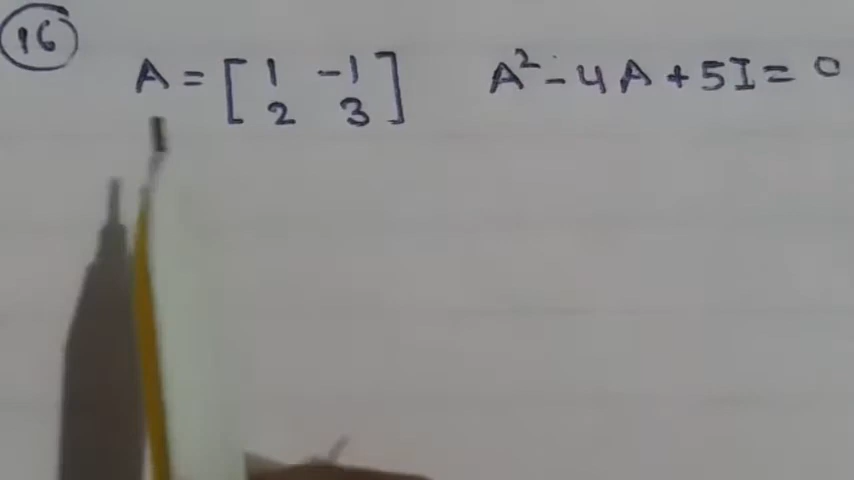 16
A = [ 1 -1 ] A² - 4A + 5I = 0
2 3